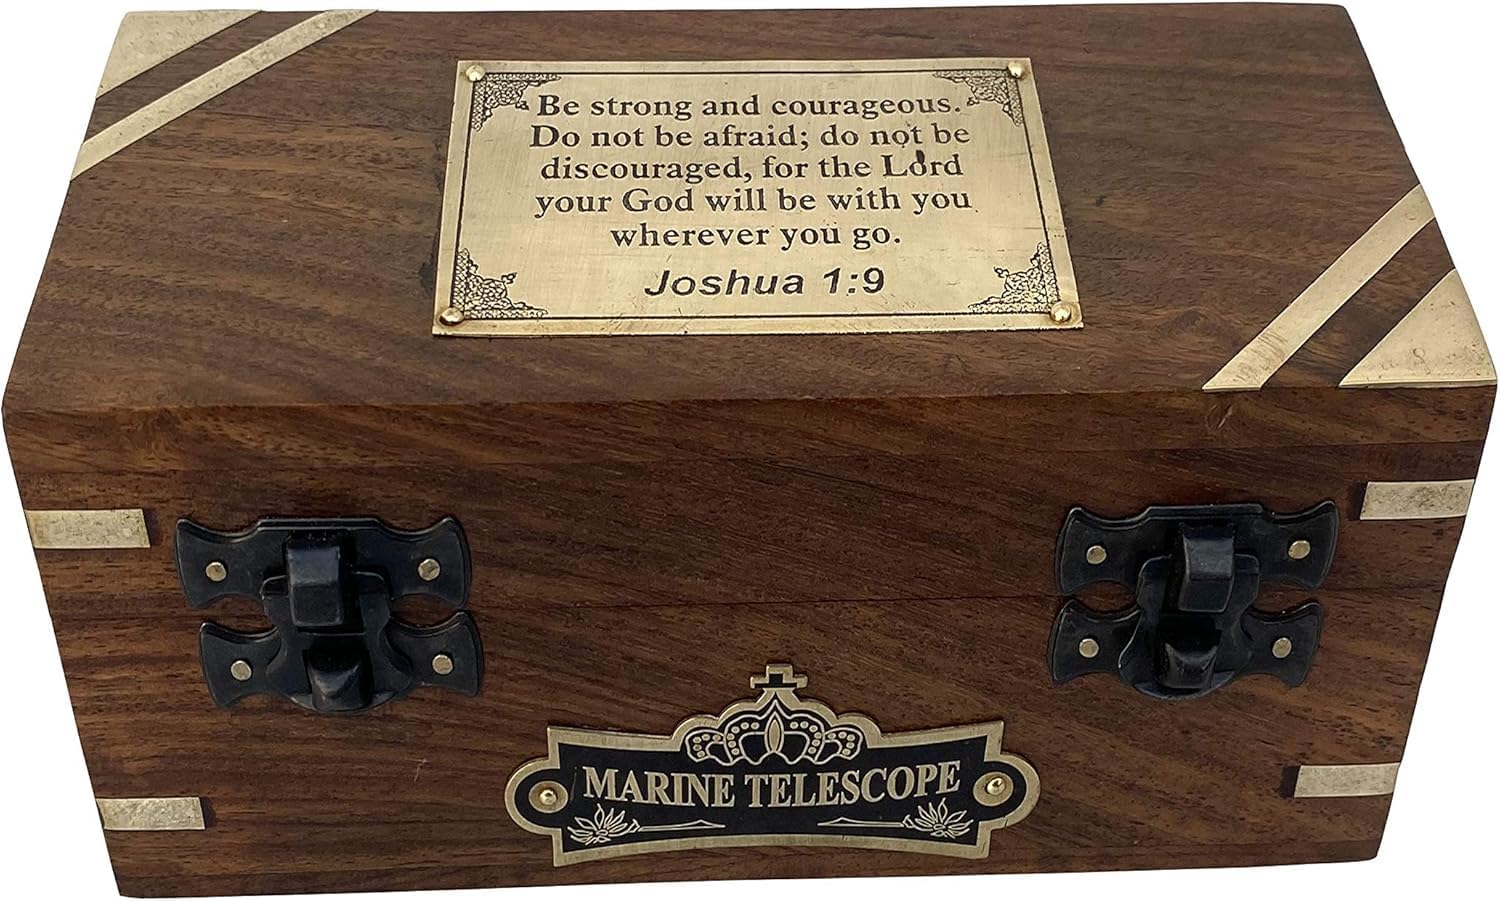 Be strong and courageous.
Do not be afraid; do not be
discouraged, for the Lord
your God will be with you
wherever you go.
Joshua 1:9
MARINE TELESCOPE